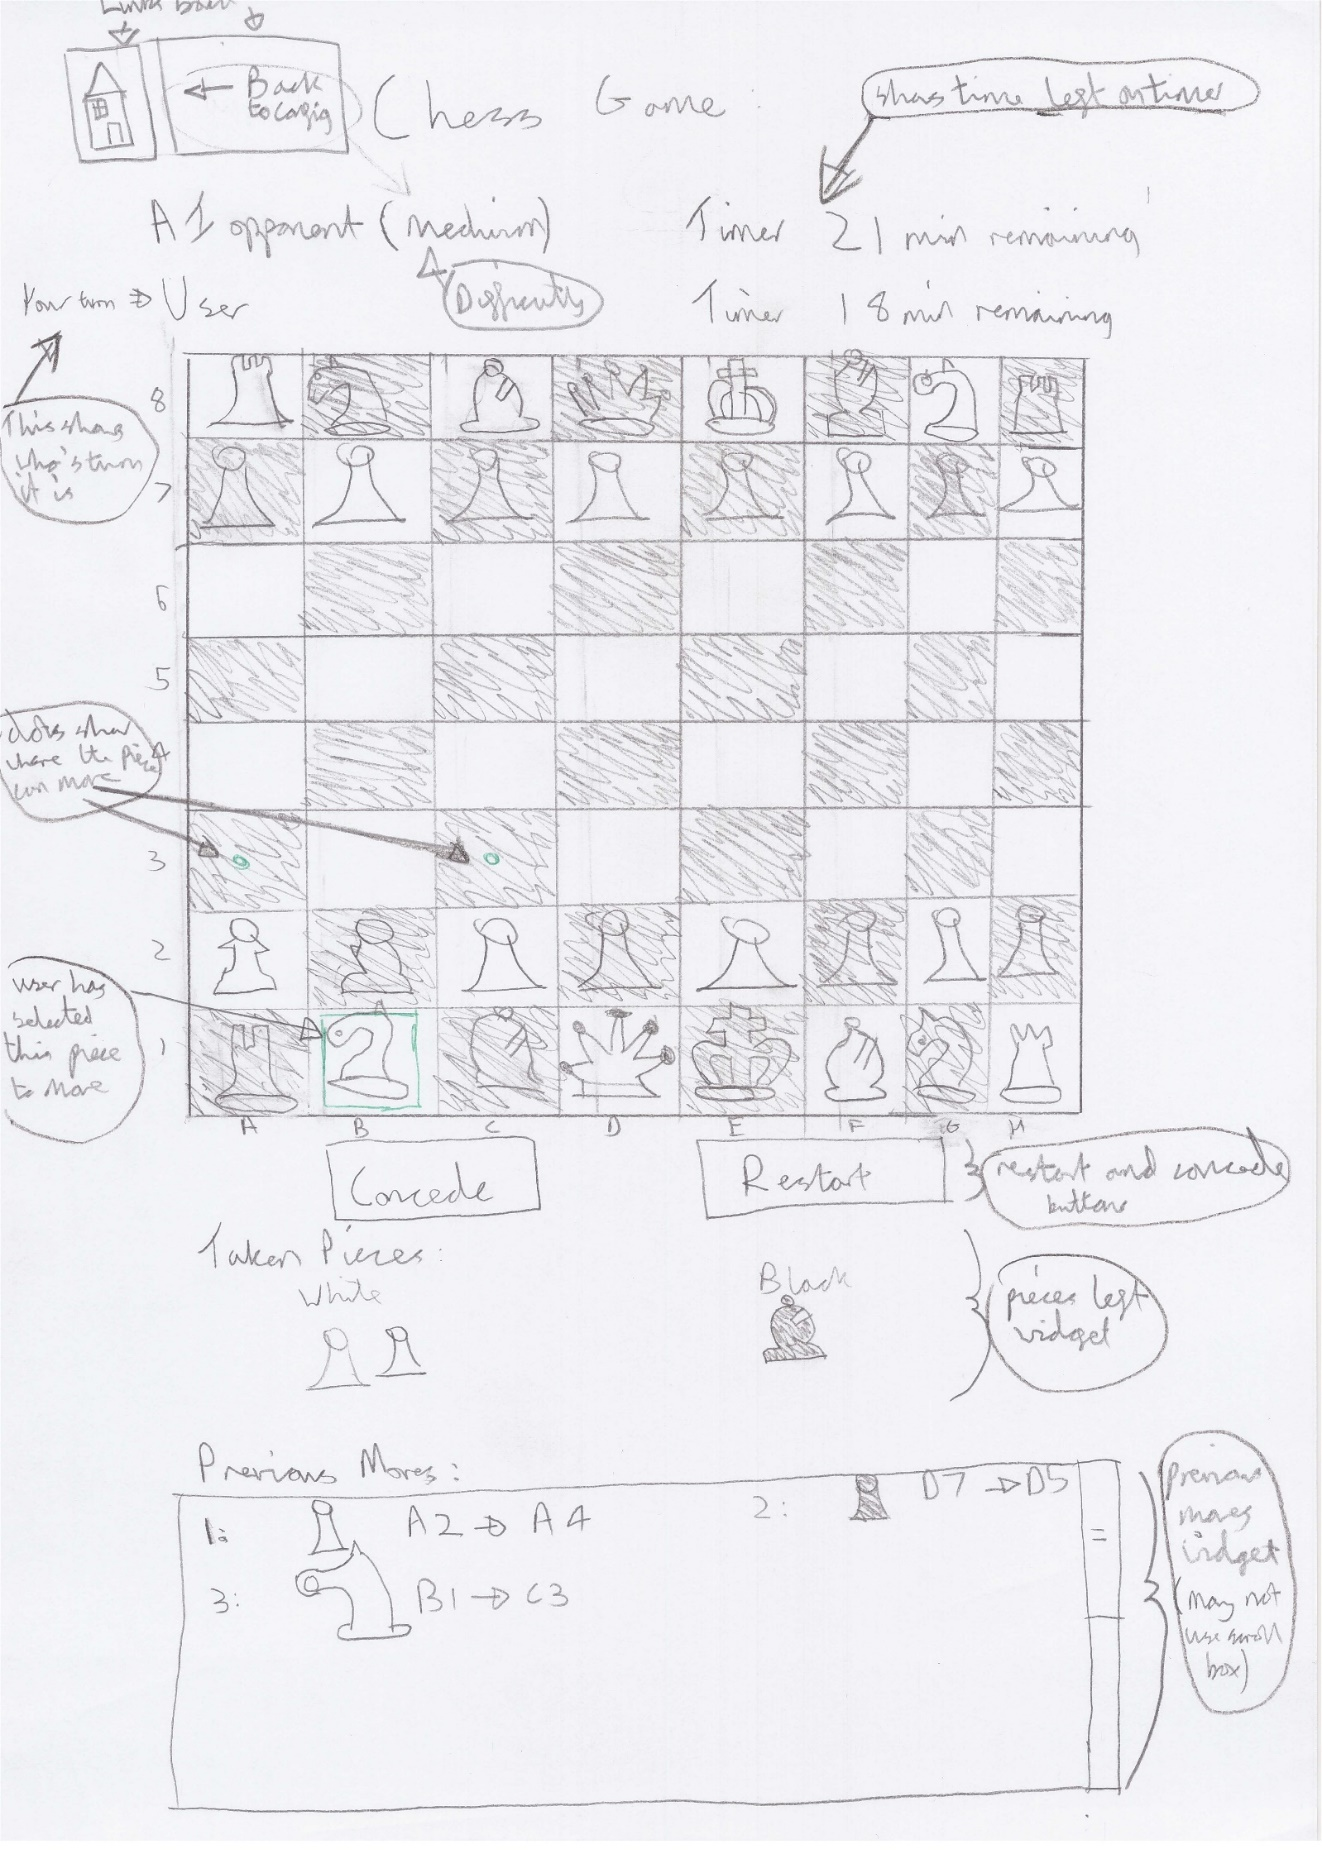 Links back
← Back
to config
Chess Game:
shows time left on timer
AI opponent (medium)
Timer 21 min remaining
Difficulty
Your turn ⇒ User
Timer 18 min remaining
This shows
who's turn
it is
8
7
6
5
4
3
2
1
dots show
where the piece
can move
user has
selected
this piece
to move
A B C D E F G H
Concede
Restart
restart and concede
buttons
Taken Pieces:
White
Black
pieces left
widget
Previous Moves:
1: A2 → A4
2: D7 → D5
3: B1 → C3
=
previous
moves
widget
(may not
use scroll
box)